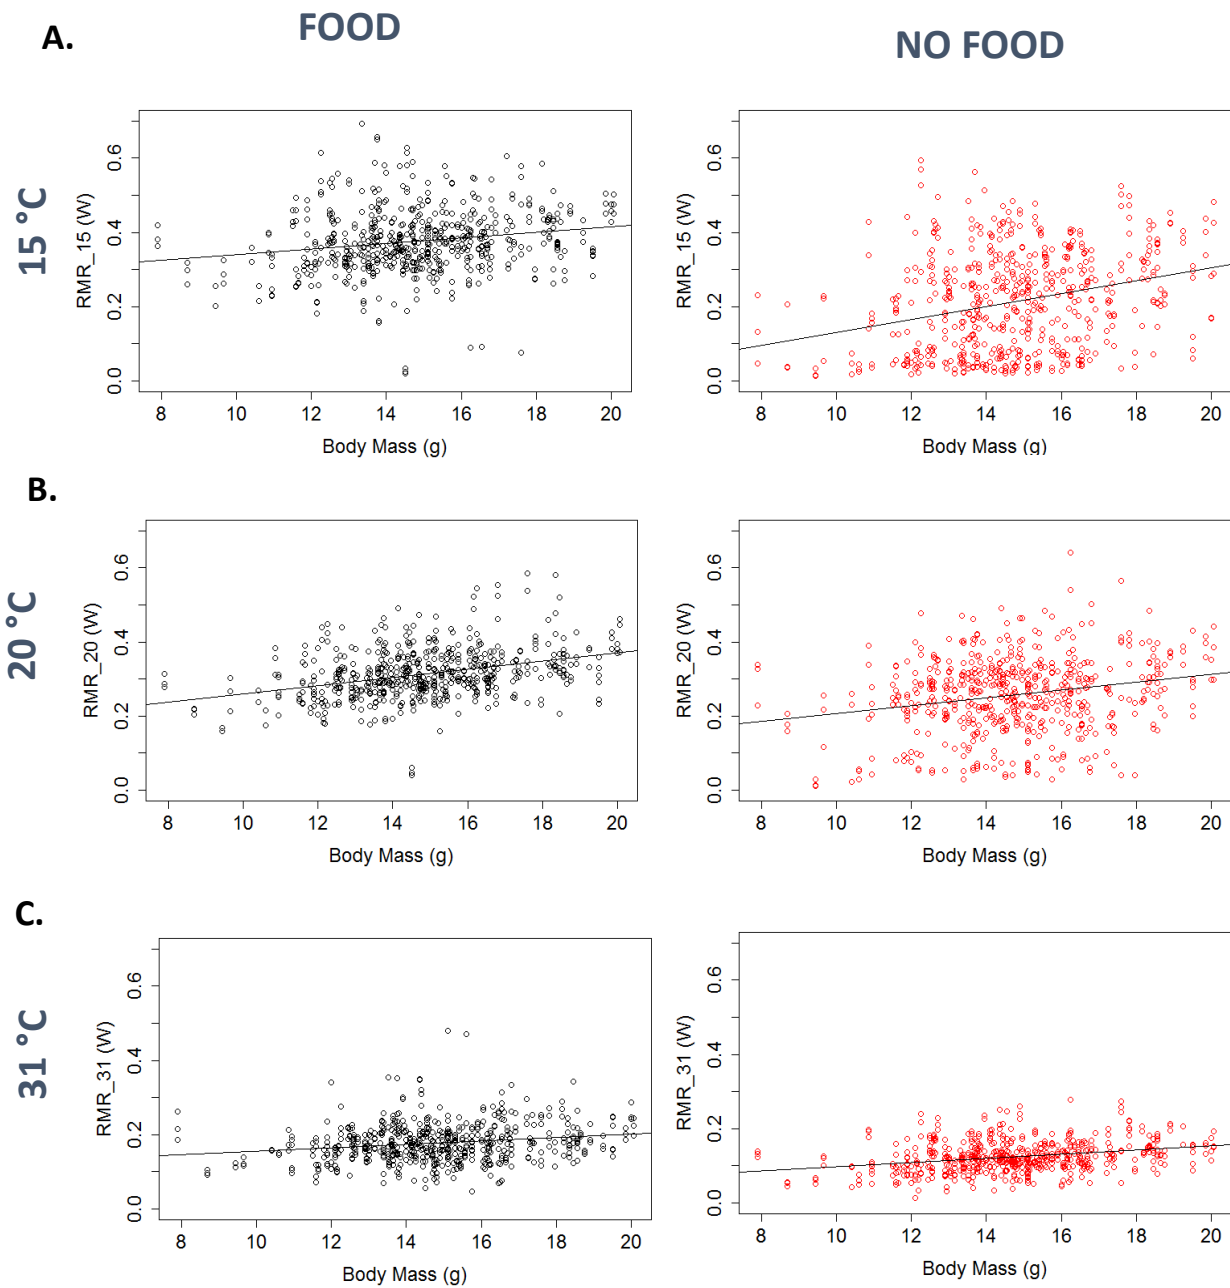 A.
FOOD
NO FOOD
15 °C
RMR_15 (W)
0.0 0.2 0.4 0.6
8 10 12 14 16 18 20
Body Mass (g)
RMR_15 (W)
0.0 0.2 0.4 0.6
8 10 12 14 16 18 20
Body Mass (g)
B.
20 °C
RMR_20 (W)
0.0 0.2 0.4 0.6
8 10 12 14 16 18 20
Body Mass (g)
RMR_20 (W)
0.0 0.2 0.4 0.6
8 10 12 14 16 18 20
Body Mass (g)
C.
31 °C
RMR_31 (W)
0.0 0.2 0.4 0.6
8 10 12 14 16 18 20
Body Mass (g)
RMR_31 (W)
0.0 0.2 0.4 0.6
8 10 12 14 16 18 20
Body Mass (g)